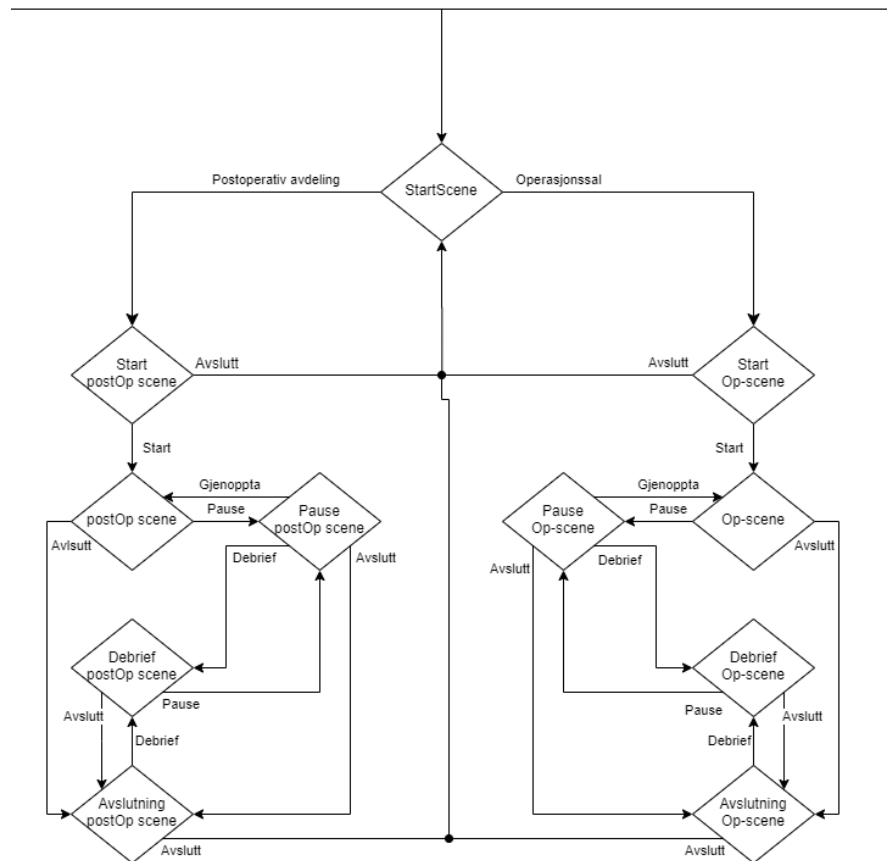 Postoperativ avdeling
StartScene
Operasjonssal
Start
postOp scene
Avslutt
Avslutt
Start
Op-scene
Start
Start
Gjenoppta
Gjenoppta
postOp scene
Pause
Pause
postOp scene
Pause
Op-scene
Pause
Op-scene
Avlsutt
Debrief
Avslutt
Avslutt
Debrief
Avslutt
Debrief
postOp scene
Debrief
Op-scene
Pause
Pause
Avslutt
Avslutt
Debrief
Debrief
Avslutning
postOp scene
Avslutning
Op-scene
Avslutt
Avslutt